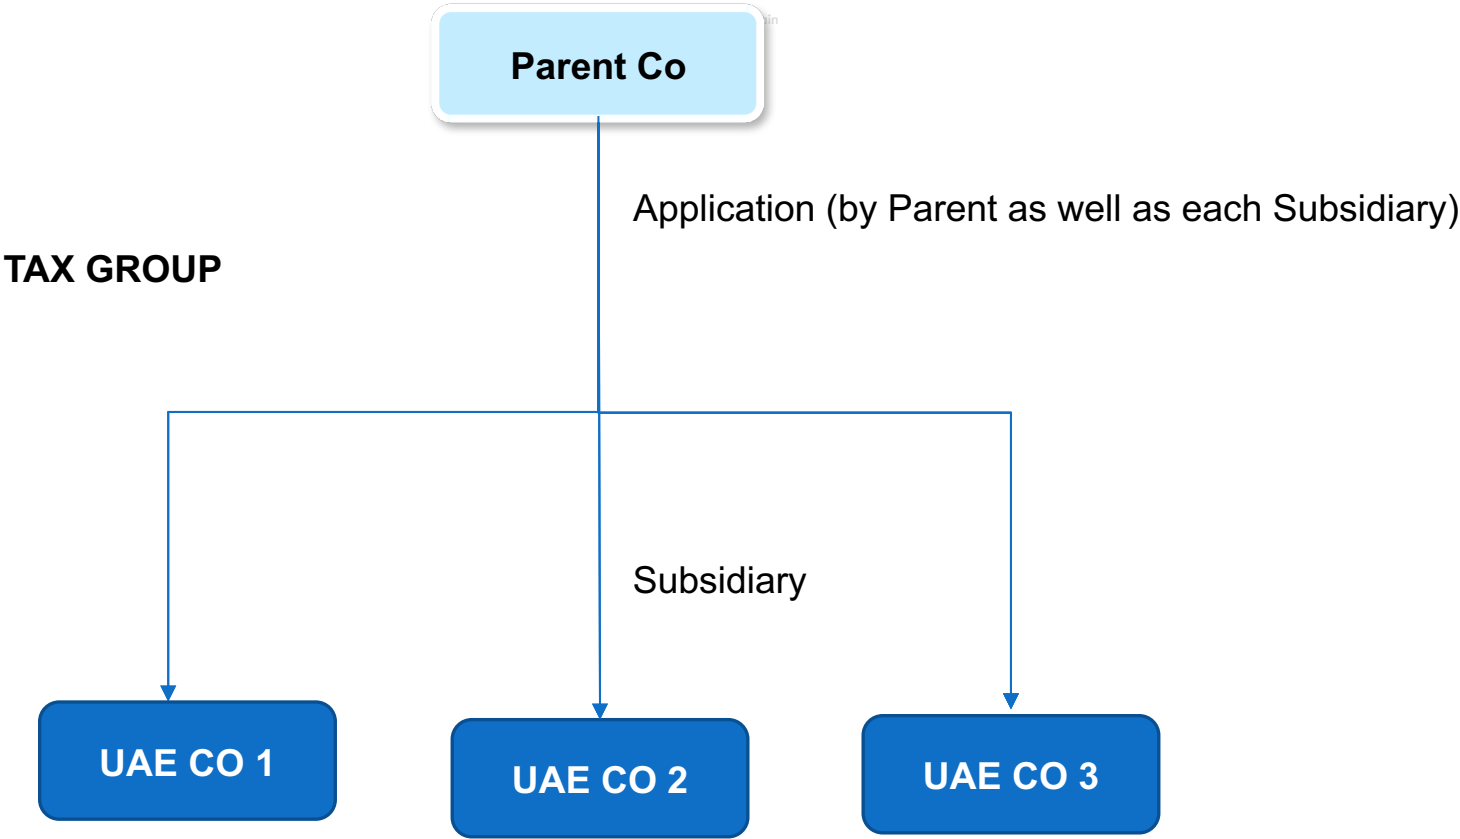 Parent Co
Application (by Parent as well as each Subsidiary)
TAX GROUP
Subsidiary
UAE CO 1
UAE CO 2
UAE CO 3